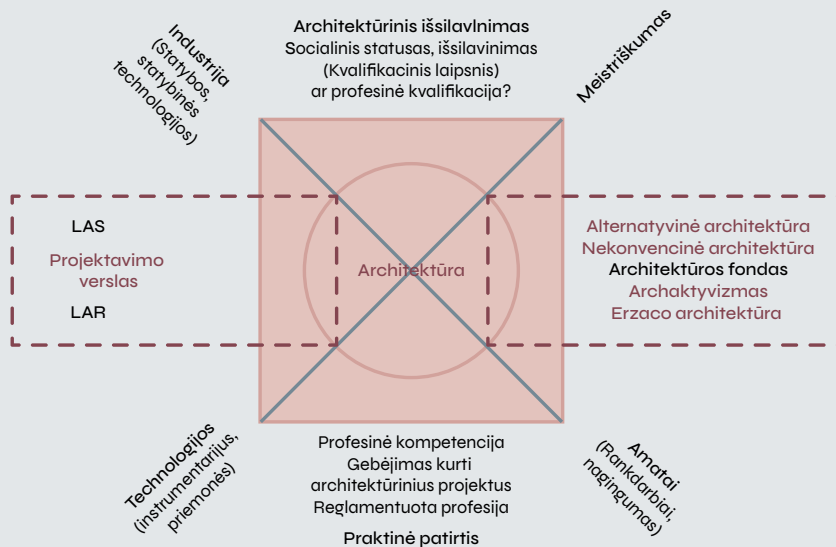 Industrija
(Statybos,
statybinės
technologijos)
Architektūrinis išsilavInimas
Socialinis statusas, išsilavinimas
(Kvalifikacinis laipsnis)
ar profesinė kvalifikacija?
Meistriškumas
LAS
Projektavimo
verslas
LAR
Architektūra
Alternatyvinė architektūra
Nekonvencinė architektūra
Architektūros fondas
Archaktyvizmas
Erzaco architektūra
Technologijos
(instrumentarijus,
priemonės)
Profesinė kompetencija
Gebėjimas kurti
architektūrinius projektus
Reglamentuota profesija
Praktinė patirtis
Amatai
(Rankdarbiai,
nagingumas)